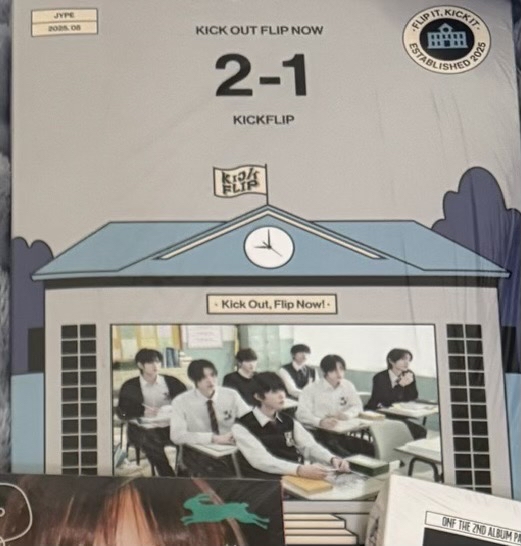 JYPE
2025.05
KICK OUT FLIP NOW
2-1
KICKFLIP
·FLIP IT, KICK IT·
ESTABLISHED 2025
KICK
FLIP
· Kick Out, Flip Now! ·
ONF THE 2ND ALBUM